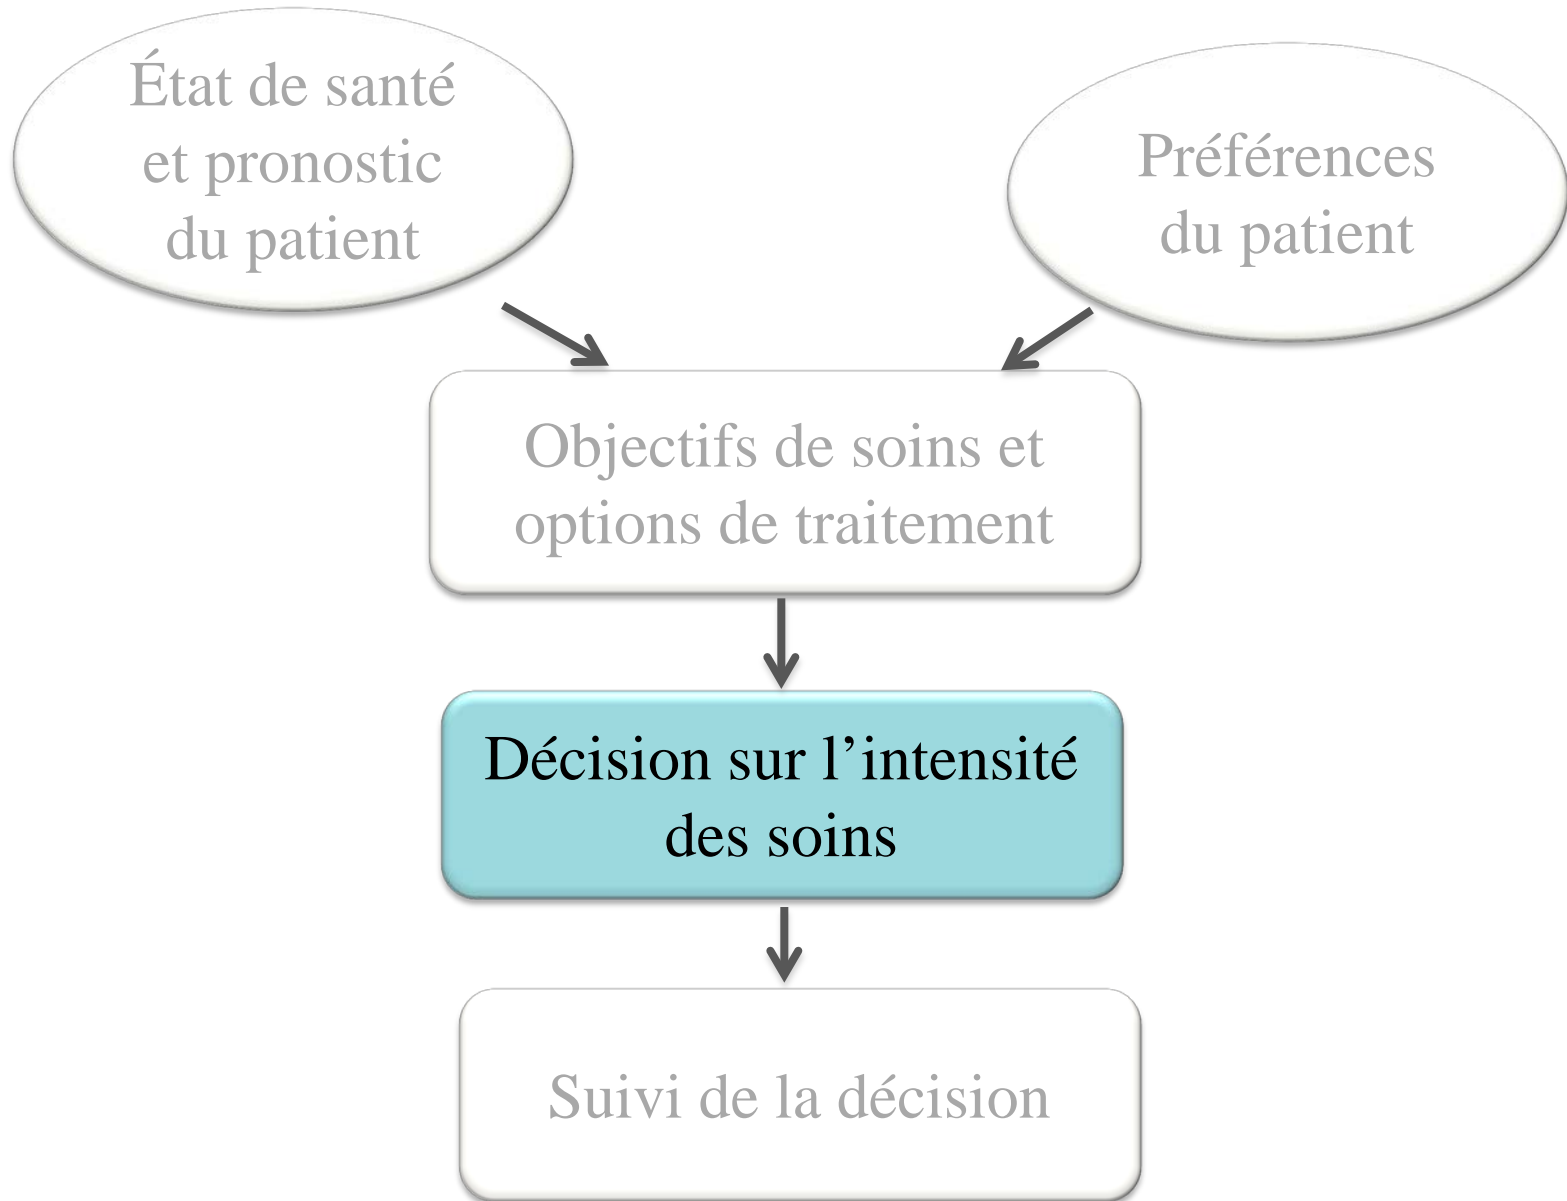 État de santé
et pronostic
du patient
Préférences
du patient
Objectifs de soins et
options de traitement
Décision sur l’intensité
des soins
Suivi de la décision